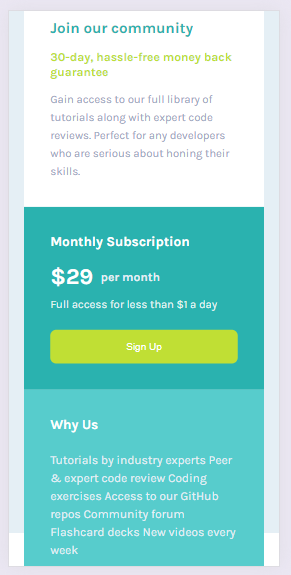 Join our community
30-day, hassle-free money back
guarantee
Gain access to our full library of
tutorials along with expert code
reviews. Perfect for any developers
who are serious about honing their
skills.
Monthly Subscription
$29 per month
Full access for less than $1 a day
Sign Up
Why Us
Tutorials by industry experts Peer
& expert code review Coding
exercises Access to our GitHub
repos Community forum
Flashcard decks New videos every
week